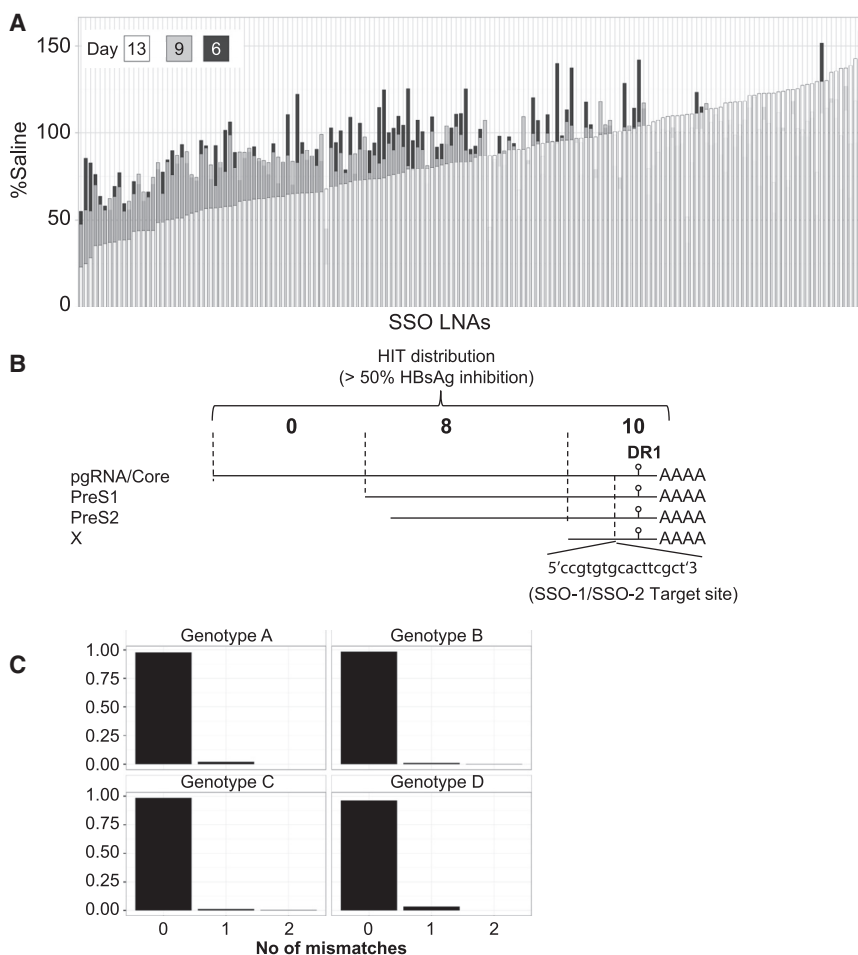 A
Day 13 9 6
150
100
50
0
%Saline
SSO LNAs
B
HIT distribution
(> 50% HBsAg inhibition)
0 8 10
DR1
pgRNA/Core AAAA
PreS1 AAAA
PreS2 AAAA
X AAAA
5'ccgtgtgcacttcgct'3
(SSO-1/SSO-2 Target site)
C
Genotype A Genotype B
1.00
0.75
0.50
0.25
0.00
Genotype C Genotype D
1.00
0.75
0.50
0.25
0.00
0 1 2 0 1 2
No of mismatches